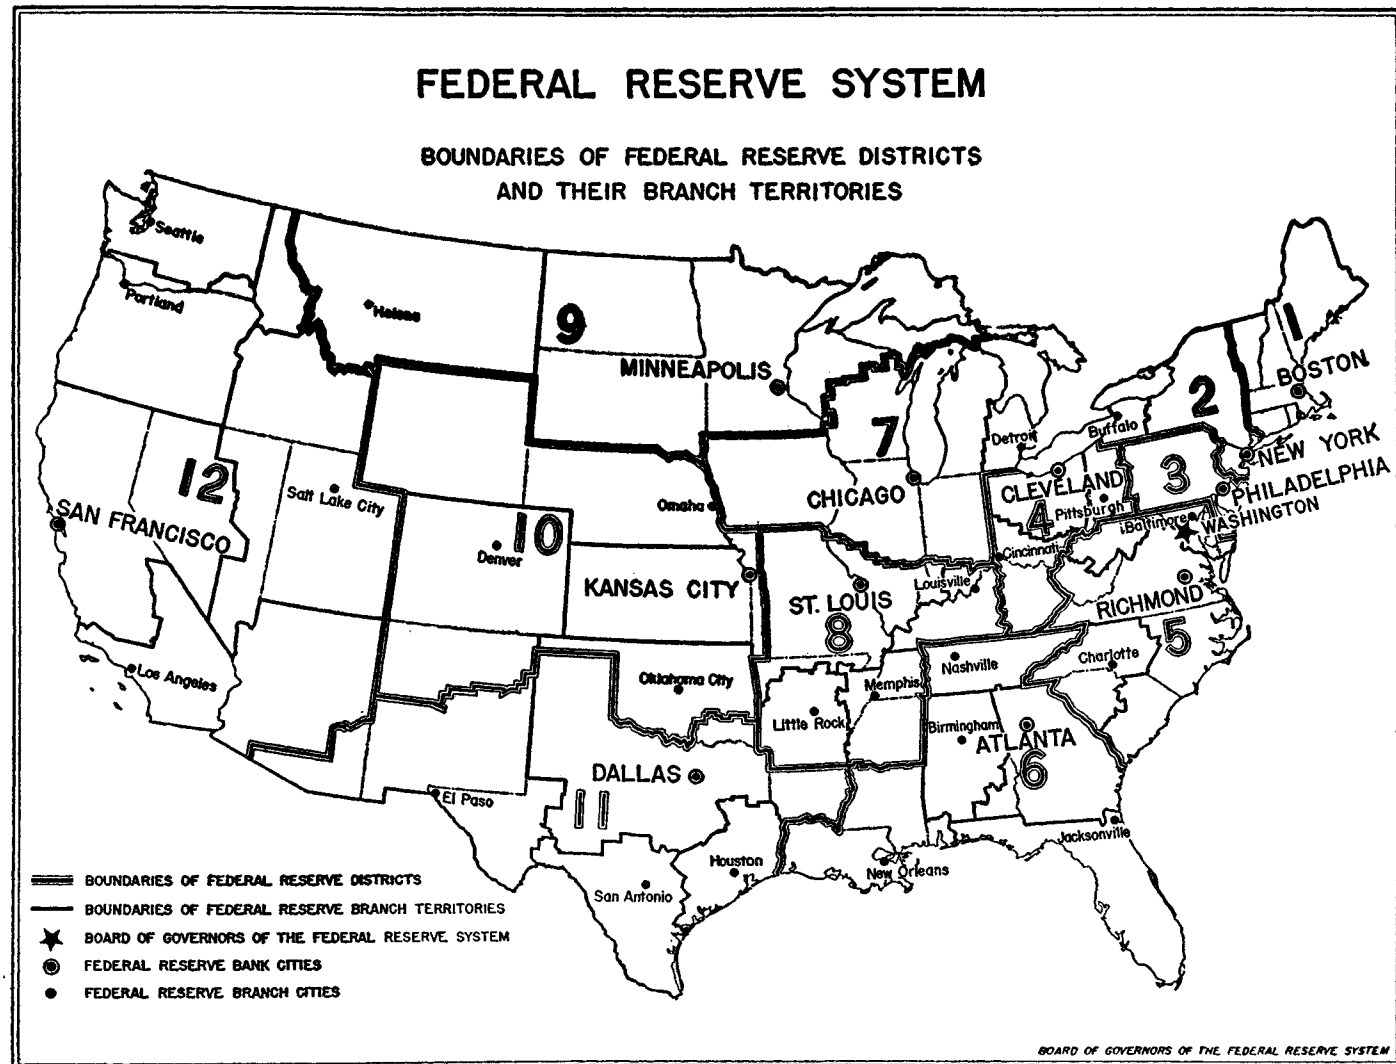 FEDERAL RESERVE SYSTEM
BOUNDARIES OF FEDERAL RESERVE DISTRICTS
AND THEIR BRANCH TERRITORIES
Seattle
Portland
Helena
9
MINNEAPOLIS
1
BOSTON
2
Buffalo
7
Detroit
NEW YORK
12
Salt Lake City
SAN FRANCISCO
Omaha
CHICAGO
CLEVELAND
4
Pittsburgh
3
PHILADELPHIA
Baltimore
WASHINGTON
10
Denver
Cincinnati
KANSAS CITY
ST. LOUIS
8
Louisville
RICHMOND
5
Los Angeles
Oklahoma City
Nashville
Charlotte
Memphis
Little Rock
Birmingham
ATLANTA
6
DALLAS
11
El Paso
Jacksonville
Houston
New Orleans
San Antonio
BOUNDARIES OF FEDERAL RESERVE DISTRICTS
BOUNDARIES OF FEDERAL RESERVE BRANCH TERRITORIES
BOARD OF GOVERNORS OF THE FEDERAL RESERVE SYSTEM
FEDERAL RESERVE BANK CITIES
FEDERAL RESERVE BRANCH CITIES
BOARD OF GOVERNORS OF THE FEDERAL RESERVE SYSTEM